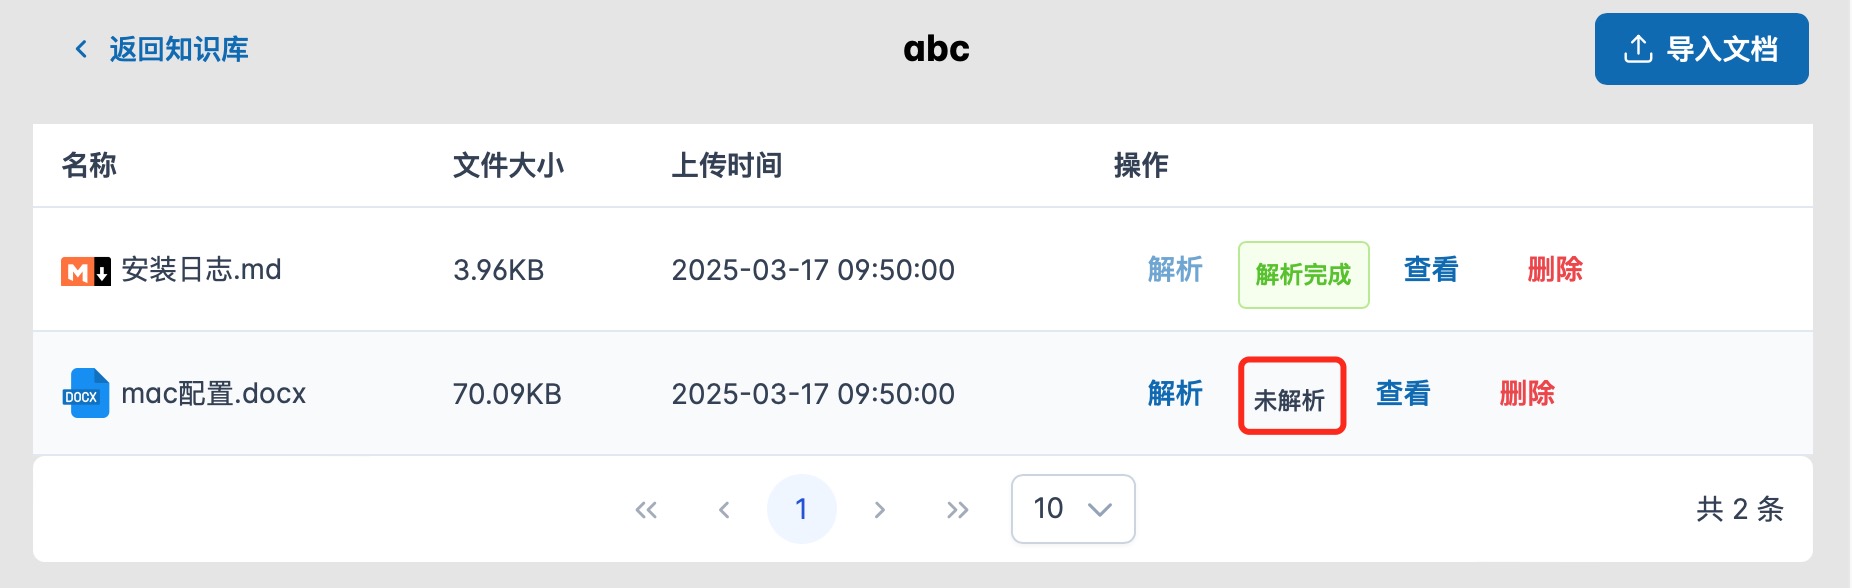 返回知识库
abc
导入文档
名称 文件大小 上传时间 操作
安装日志.md 3.96KB 2025-03-17 09:50:00 解析 解析完成 查看 删除
DOCX mac配置.docx 70.09KB 2025-03-17 09:50:00 解析 未解析 查看 删除
1 10 共 2 条